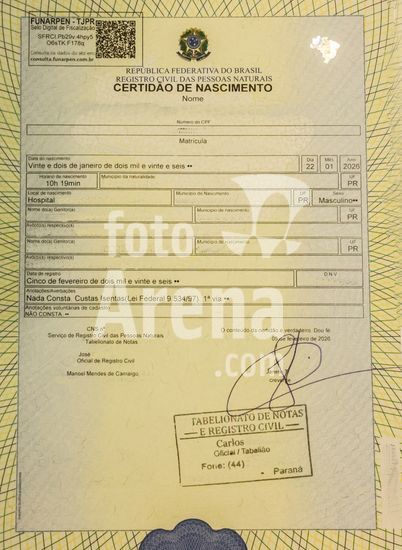 FUNARPEN - TJPR
Selo Digital de Fiscalização
SFRCI.Pb29v.4hpy5
O6sTK.F178q
Consulte os dados do ato em:
consulta.funarpen.com.br
REPÚBLICA FEDERATIVA DO BRASIL
REGISTRO CIVIL DAS PESSOAS NATURAIS
CERTIDÃO DE NASCIMENTO
Nome
Número do CPF
Matrícula
Data do nascimento Dia Mês Ano
Vinte e dois de janeiro de dois mil e vinte e seis •• 22 01 2026
Horário de nascimento Município da naturalidade UF
10h 19min PR
Local de nascimento Município de Nascimento UF Sexo
Hospital PR Masculino••
Nome do(a) Genitor(a) Município de nascimento UF
PR
Avô(ós) respectivo(s)
Nome do(a) Genitor(a) Município de nascimento UF
PR
Avô(ós) respectivo(s)
Data de registro D N V
Cinco de fevereiro de dois mil e vinte e seis ••
Anotações/Averbações
Nada Consta Custas Isentas(Lei Federal 9.534/97). 1ª via ••
Anotações voluntárias de cadastro
NÃO CONSTA ••
CNS nº
Serviço de Registro Civil das Pessoas Naturais
Tabelionato de Notas
José
Oficial de Registro Civil
Manoel Mendes de Camargo,
O conteúdo da certidão é verdadeiro. Dou fé
05 de fevereiro de 2026
TABELIONATO DE NOTAS
E REGISTRO CIVIL
Carlos
Oficial / Tabelião
Fone: (44)
Paraná
foto
Arena
.com